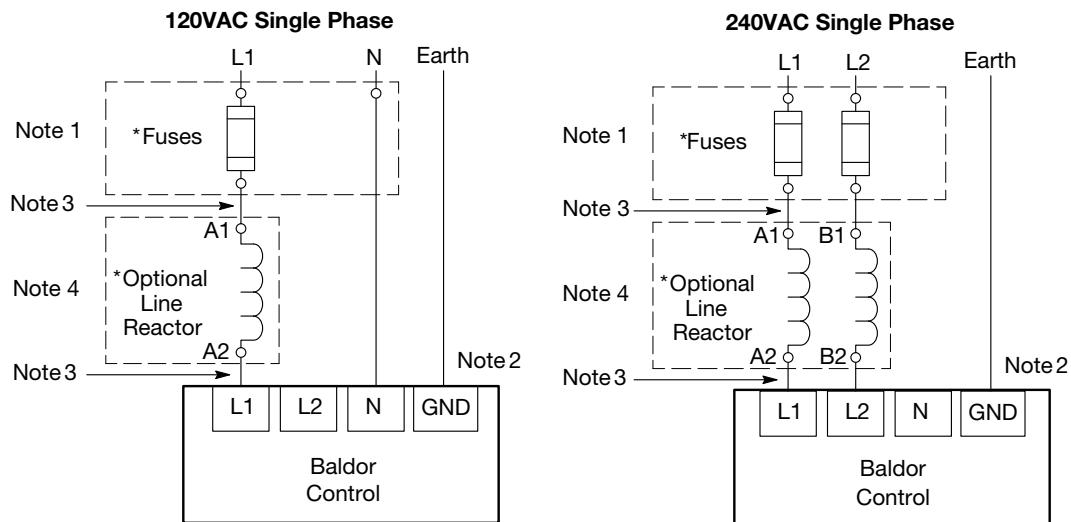 120VAC Single Phase
L1
N
Earth
Note 1
*Fuses
Note 3
A1
Note 4
*Optional
Line
Reactor
A2
Note 3
Note 2
L1
L2
N
GND
Baldor
Control
240VAC Single Phase
L1
L2
Earth
Note 1
*Fuses
Note 3
A1
B1
Note 4
*Optional
Line
Reactor
A2
B2
Note 3
Note 2
L1
L2
N
GND
Baldor
Control